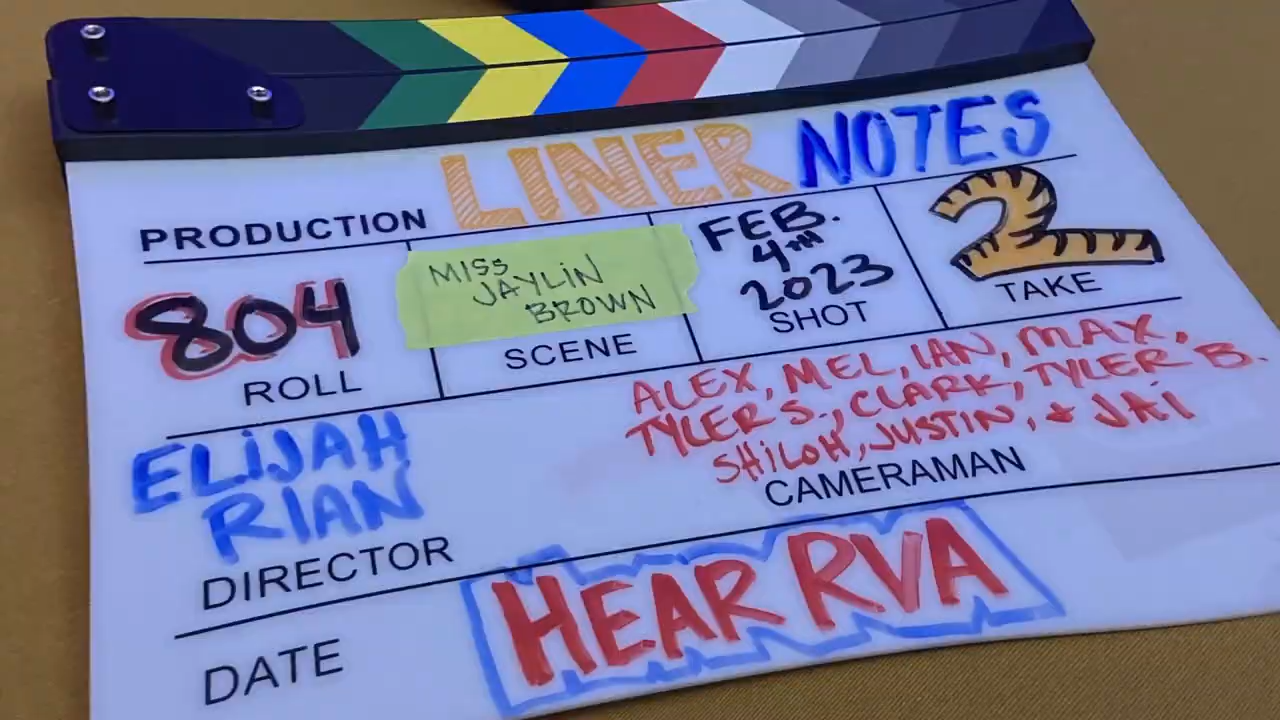 LINER NOTES
PRODUCTION
804
ROLL
MISS
JAYLIN
BROWN
SCENE
FEB.
4TH
2023
SHOT
2
TAKE
ELIJAH
RIAN
DIRECTOR
ALEX, MEL, IAN, MAX,
TYLER S., CLARK, TYLER B.
SHILOH, JUSTIN, & JAI
CAMERAMAN
DATE
HEAR RVA